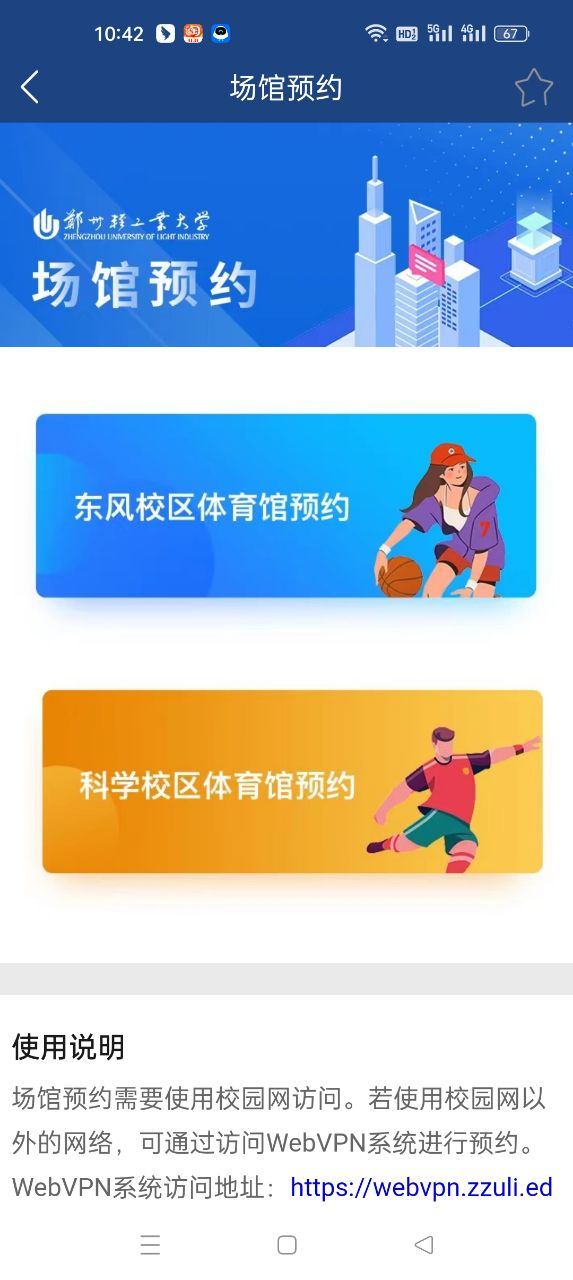 10:42
HD 5G 4G 67
场馆预约
郑州轻工业大学
ZHENGZHOU UNIVERSITY OF LIGHT INDUSTRY
场馆预约
东风校区体育馆预约
7
科学校区体育馆预约
使用说明
场馆预约需要使用校园网访问。若使用校园网以
外的网络，可通过访问WebVPN系统进行预约。
WebVPN系统访问地址：https://webvpn.zzuli.ed